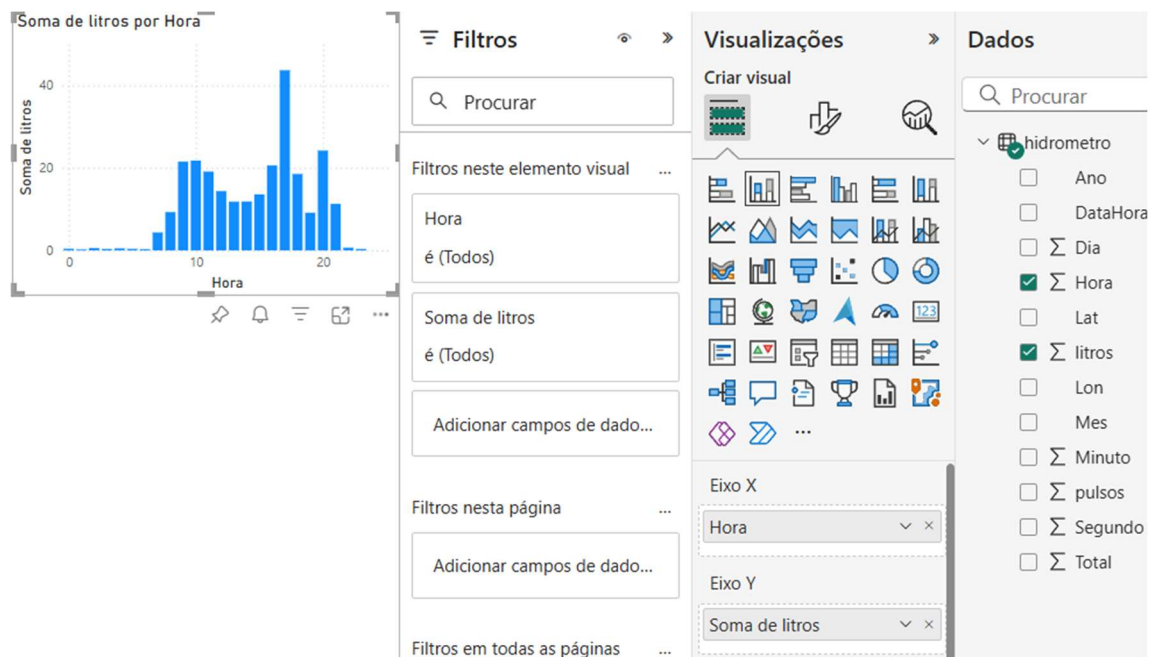 Soma de litros por Hora
Soma de litros
40
20
0
0
10
20
Hora
Filtros
Procurar
Filtros neste elemento visual
...
Hora
é (Todos)
Soma de litros
é (Todos)
Adicionar campos de dado...
Filtros nesta página
...
Adicionar campos de dado...
Filtros em todas as páginas
...
Visualizações
Criar visual
123
...
Eixo X
Hora
Eixo Y
Soma de litros
Dados
Procurar
hidrometro
Ano
DataHora
Σ Dia
Σ Hora
Lat
Σ litros
Lon
Mes
Σ Minuto
Σ pulsos
Σ Segundo
Σ Total